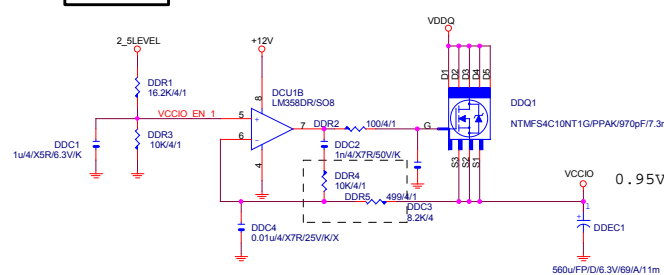 2_5LEVEL
+12V
VDDQ
DDR1
16.2K/4/1
DCU1B
LM358DR/SO8
D1
D2
D3
D4
D5
DDQ1
NTMFS4C10NT1G/PPAK/970pF/7.3m
VCCIO_EN_1
8
5
+
7
6
-
4
DDR2
100/4/1
G
S3
S2
S1
DDC1
1u/4/X5R/6.3V/K
DDR3
10K/4/1
DDC2
1n/4/X7R/50V/K
DDR4
10K/4/1
DDR5
499/4/1
DDC3
8.2K/4
VCCIO
0.95V
DDC4
0.01u/4/X7R/25V/K/X
1
+
DDEC1
560u/FP/D/6.3V/69/A/11m